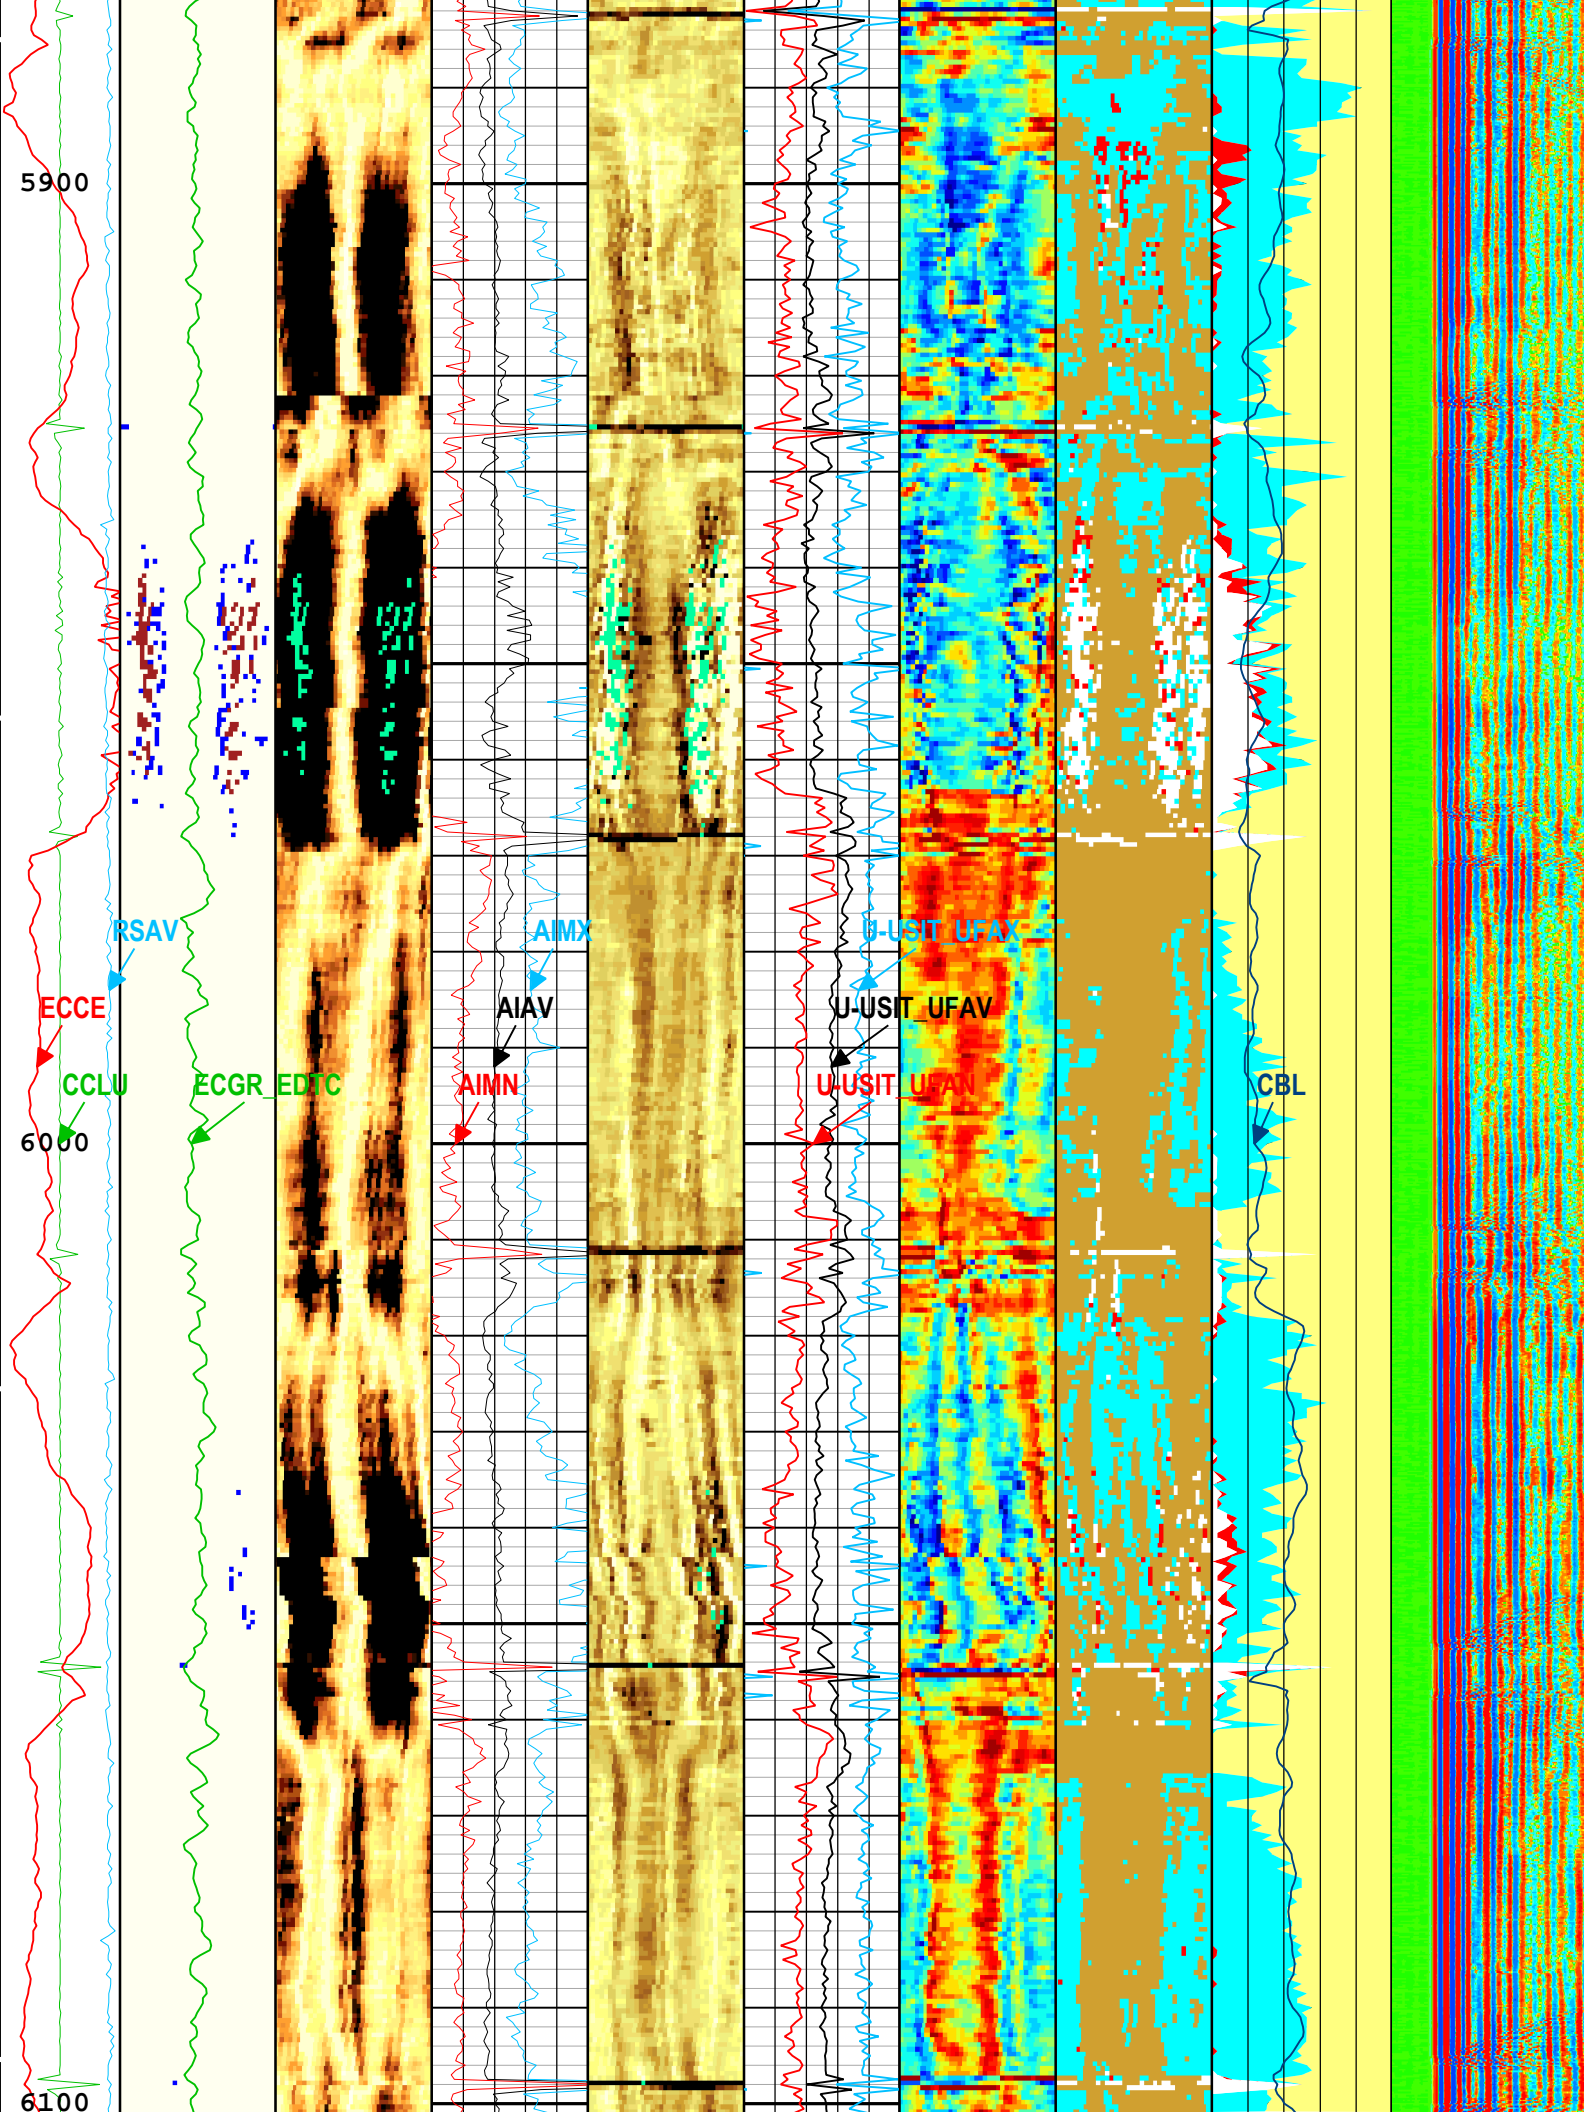 5900
RSAV
AIMX
U-USIT_UFAX
ECCE
AIAV
U-USIT_UFAV
CCLU
ECGR_EDTC
AIMN
U-USIT_UFAN
CBL
6000
6100